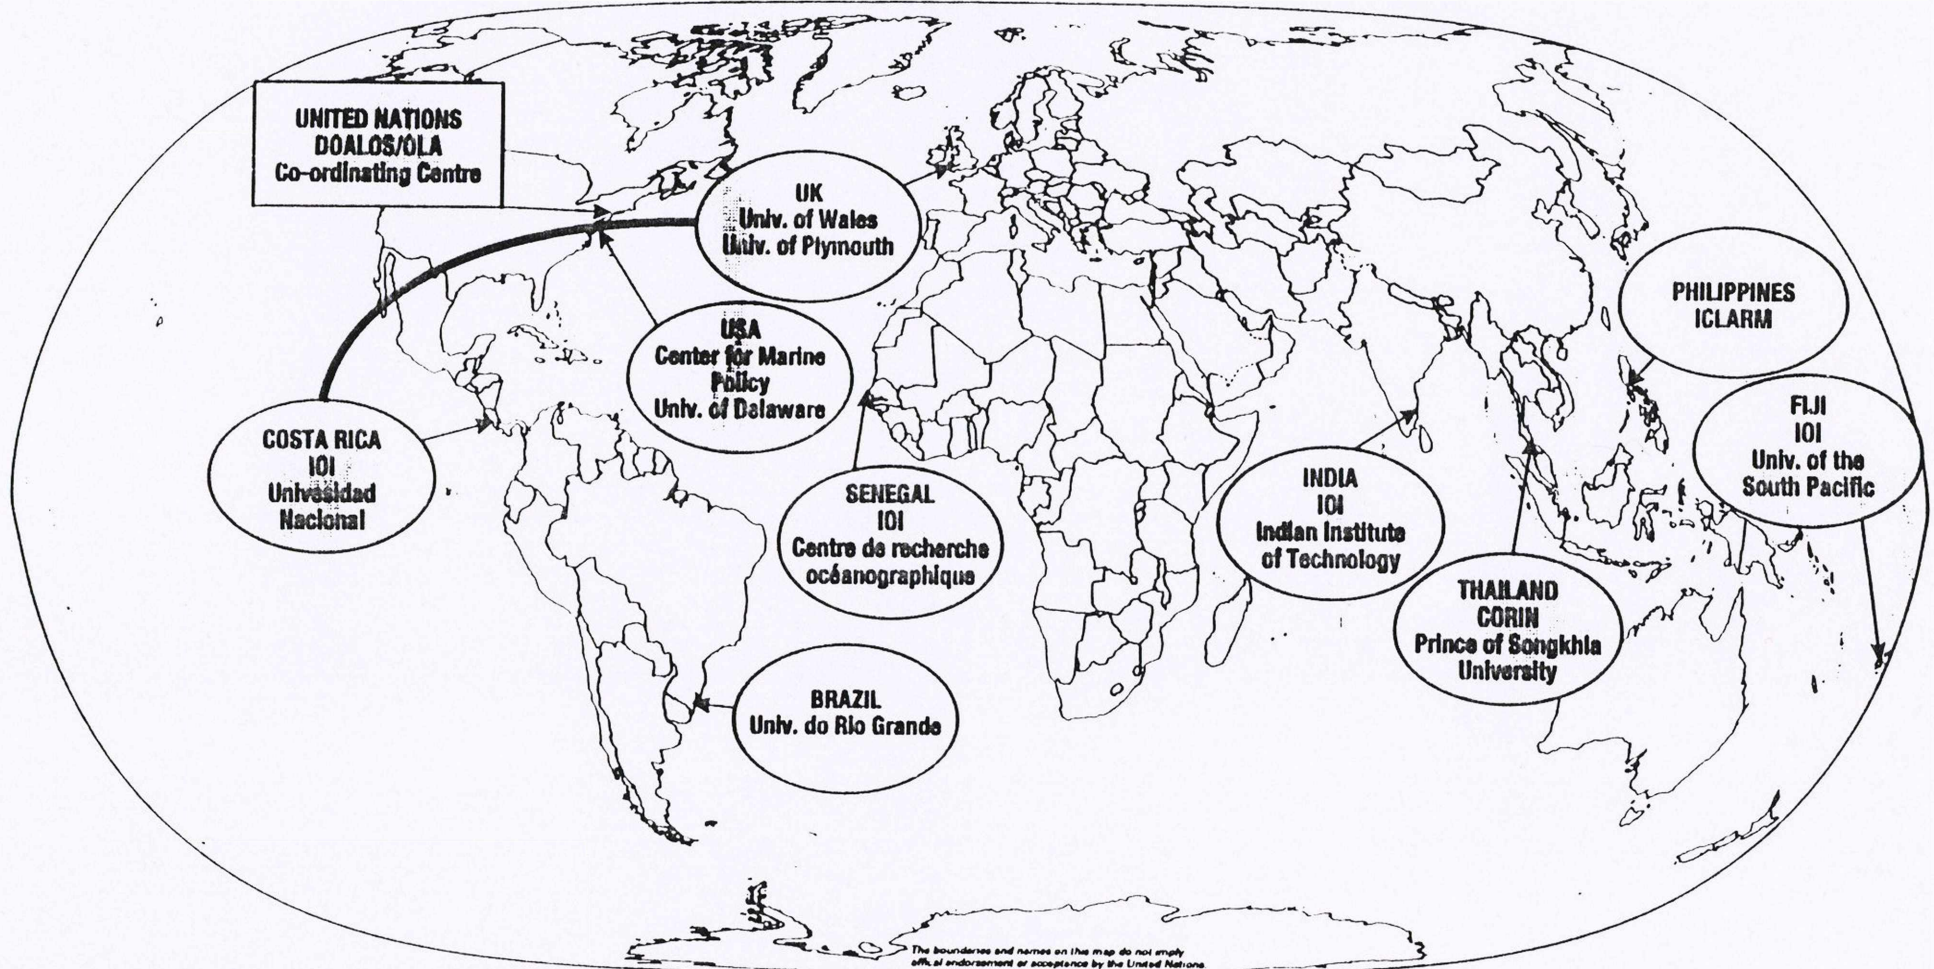 UNITED NATIONS
DOALOS/OLA
Co-ordinating Centre
UK
Univ. of Wales
Univ. of Plymouth
USA
Center for Marine
Policy
Univ. of Dalaware
PHILIPPINES
ICLARM
FIJI
IOI
Univ. of the
South Pacific
COSTA RICA
IOI
Univesidad
Nacional
SENEGAL
IOI
Centre de recherche
océanographique
INDIA
IOI
Indian Institute
of Technology
THAILAND
CORIN
Prince of Songkhla
University
BRAZIL
Univ. do Rio Grande
The boundaries and names on this map do not imply
official endorsement or acceptance by the United Nations.